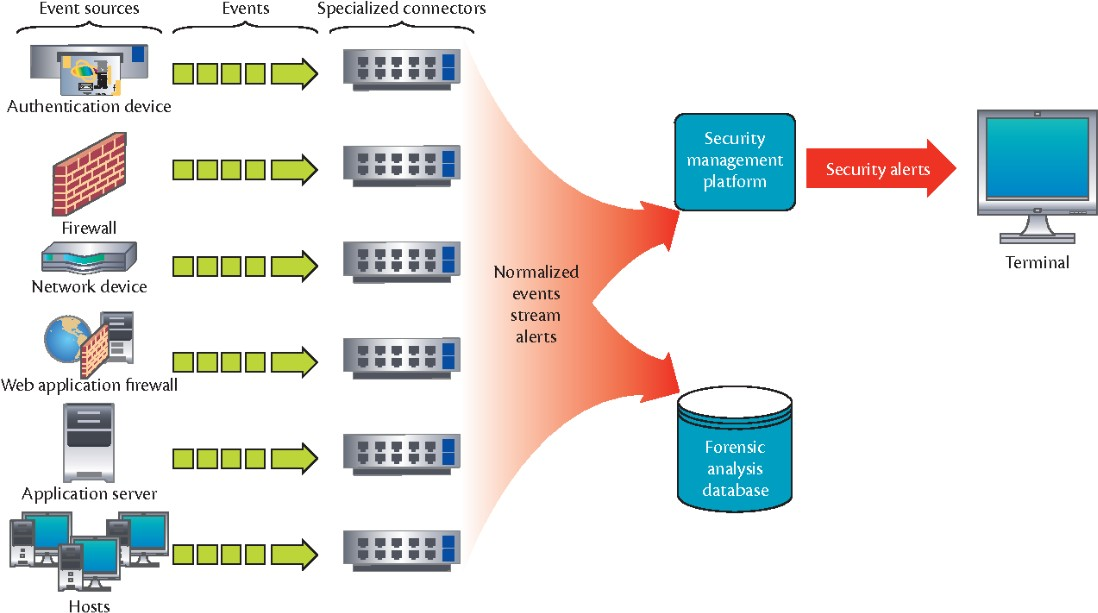 Event sources
Events
Specialized connectors
Authentication device
Firewall
Network device
Web application firewall
Application server
Hosts
Normalized
events
stream
alerts
Security
management
platform
Security alerts
Terminal
Forensic
analysis
database